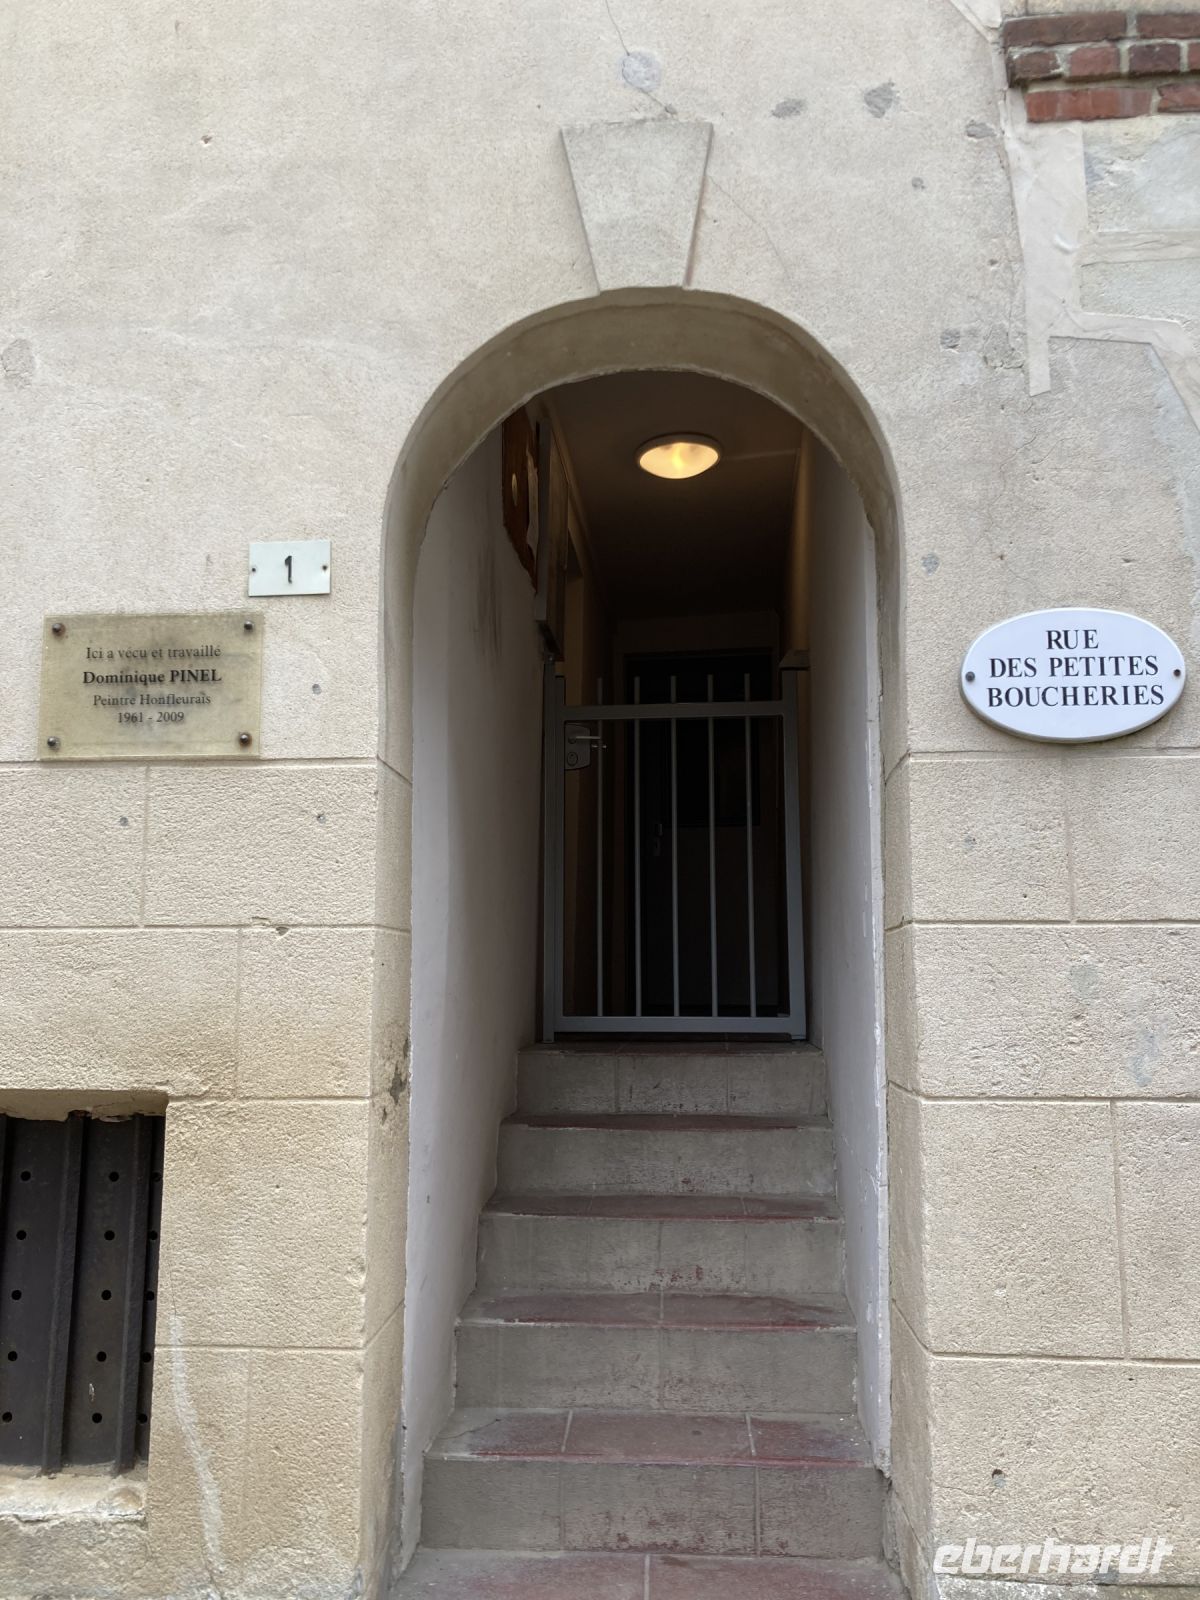 1
Ici a vécu et travaillé
Dominique PINEL
Peintre Honfleurais
1961 - 2009
RUE
DES PETITES
BOUCHERIES
eberhardt